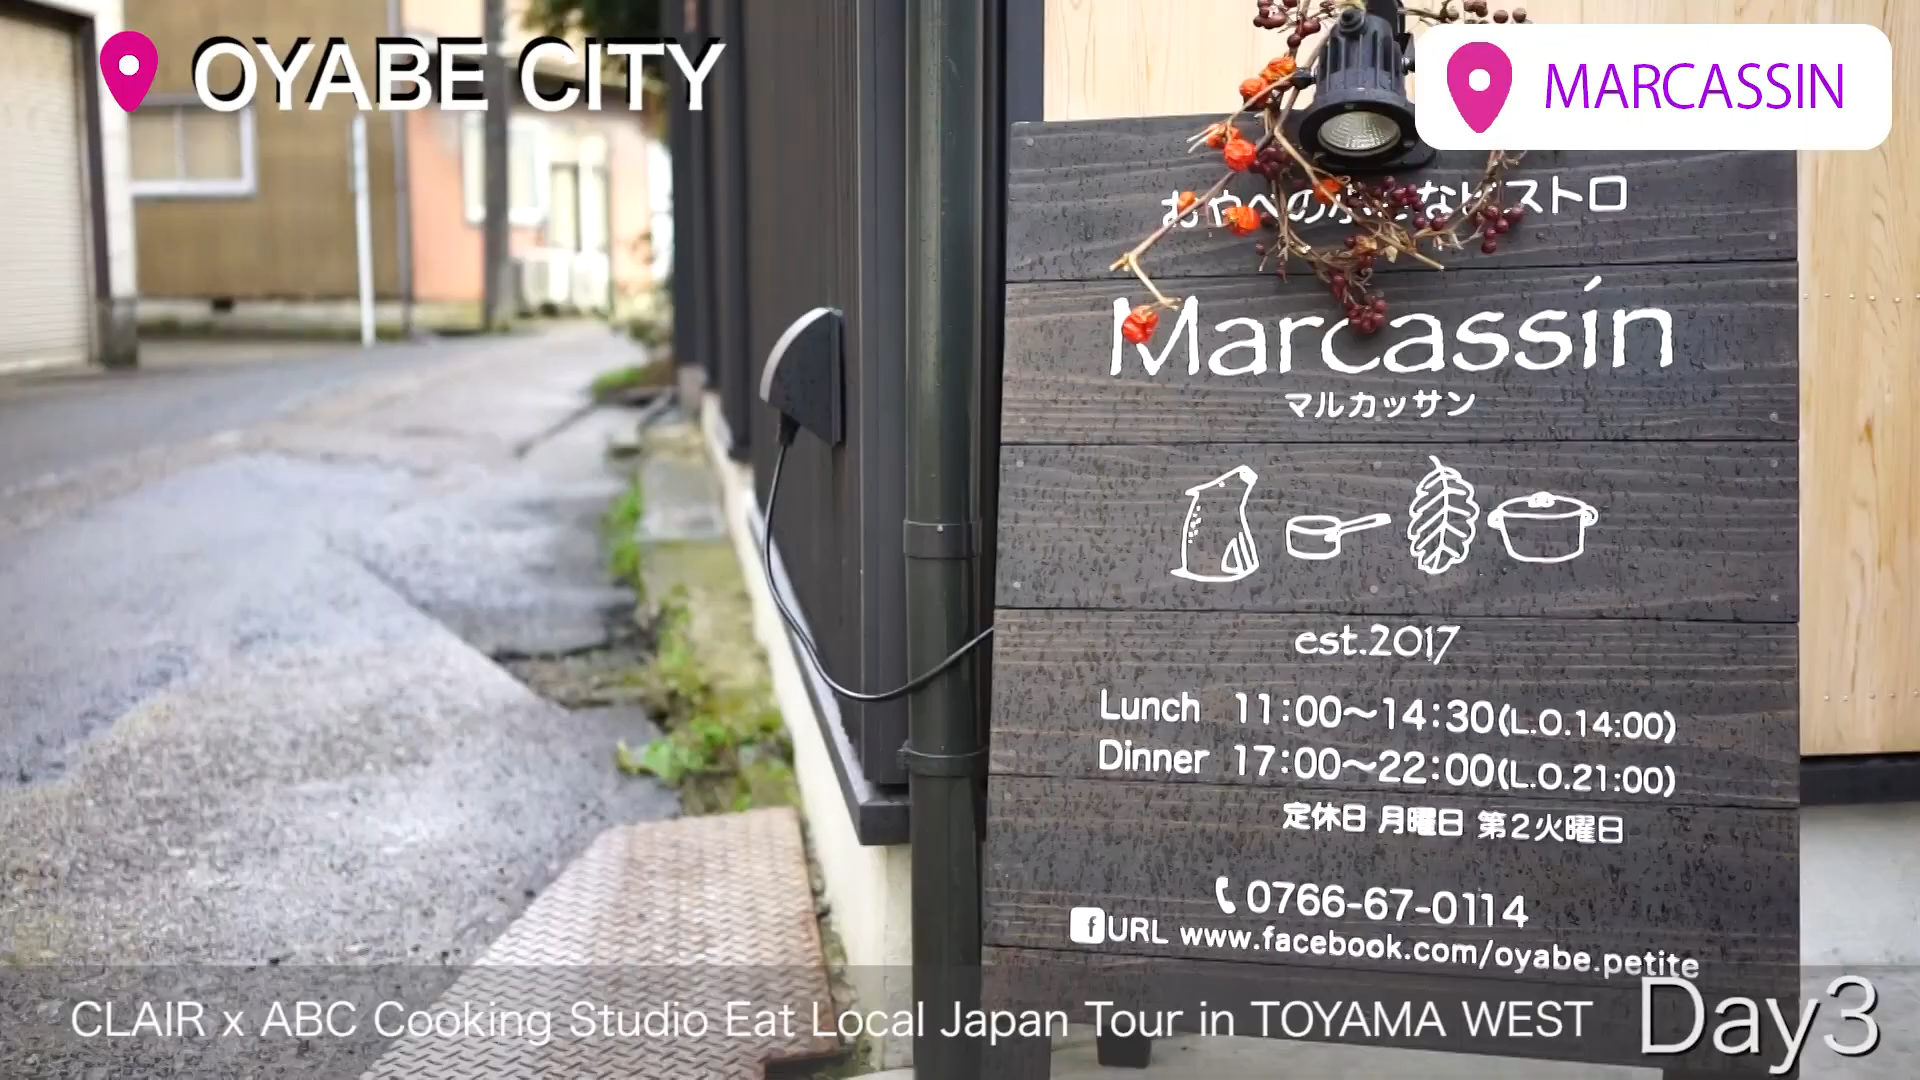 OYABE CITY
MARCASSIN
おやべの小さなビストロ
Marcassin
マルカッサン
est.2017
Lunch 11:00～14:30(L.O.14:00)
Dinner 17:00～22:00(L.O.21:00)
定休日 月曜日 第2火曜日
0766-67-0114
f URL www.facebook.com/oyabe.petite
CLAIR x ABC Cooking Studio Eat Local Japan Tour in TOYAMA WEST
Day3